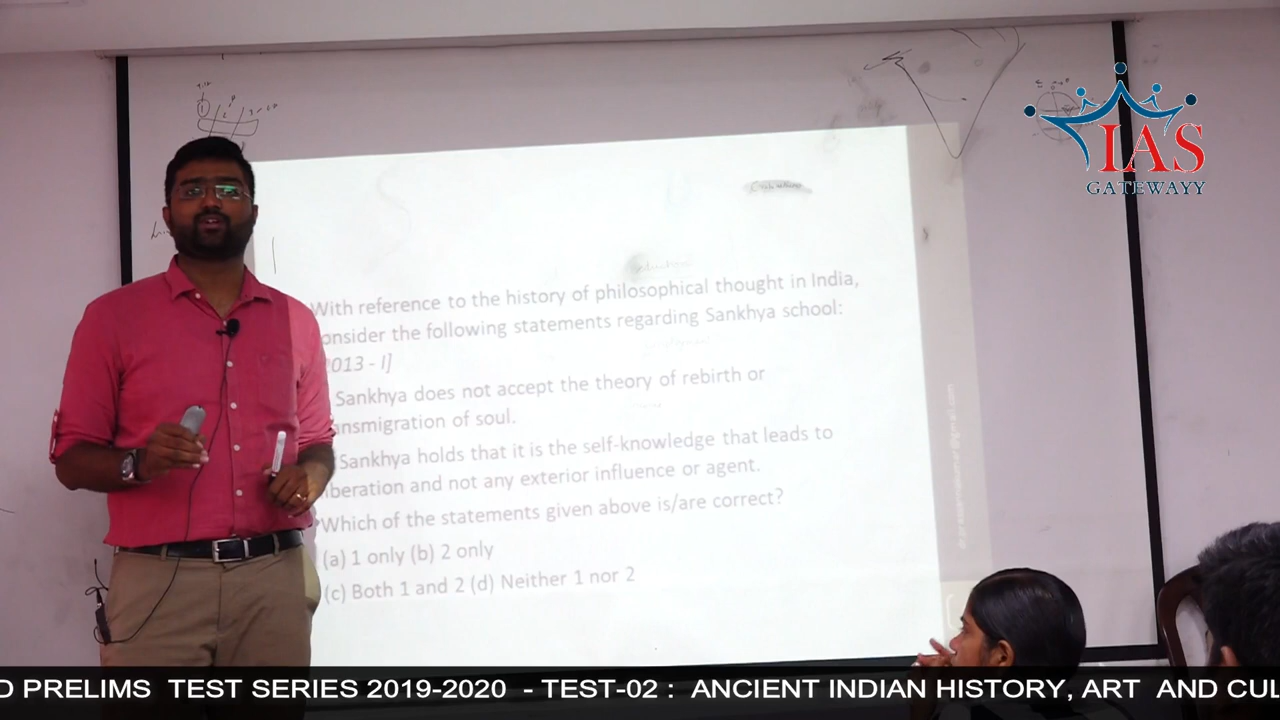 IAS
GATEWAYY
With reference to the history of philosophical thought in India,
onsider the following statements regarding Sankhya school:
013 - I]
Sankhya does not accept the theory of rebirth or
ansmigration of soul.
Sankhya holds that it is the self-knowledge that leads to
iberation and not any exterior influence or agent.
Which of the statements given above is/are correct?
(a) 1 only (b) 2 only
(c) Both 1 and 2 (d) Neither 1 nor 2
D PRELIMS TEST SERIES 2019-2020 - TEST-02 : ANCIENT INDIAN HISTORY, ART AND CUL